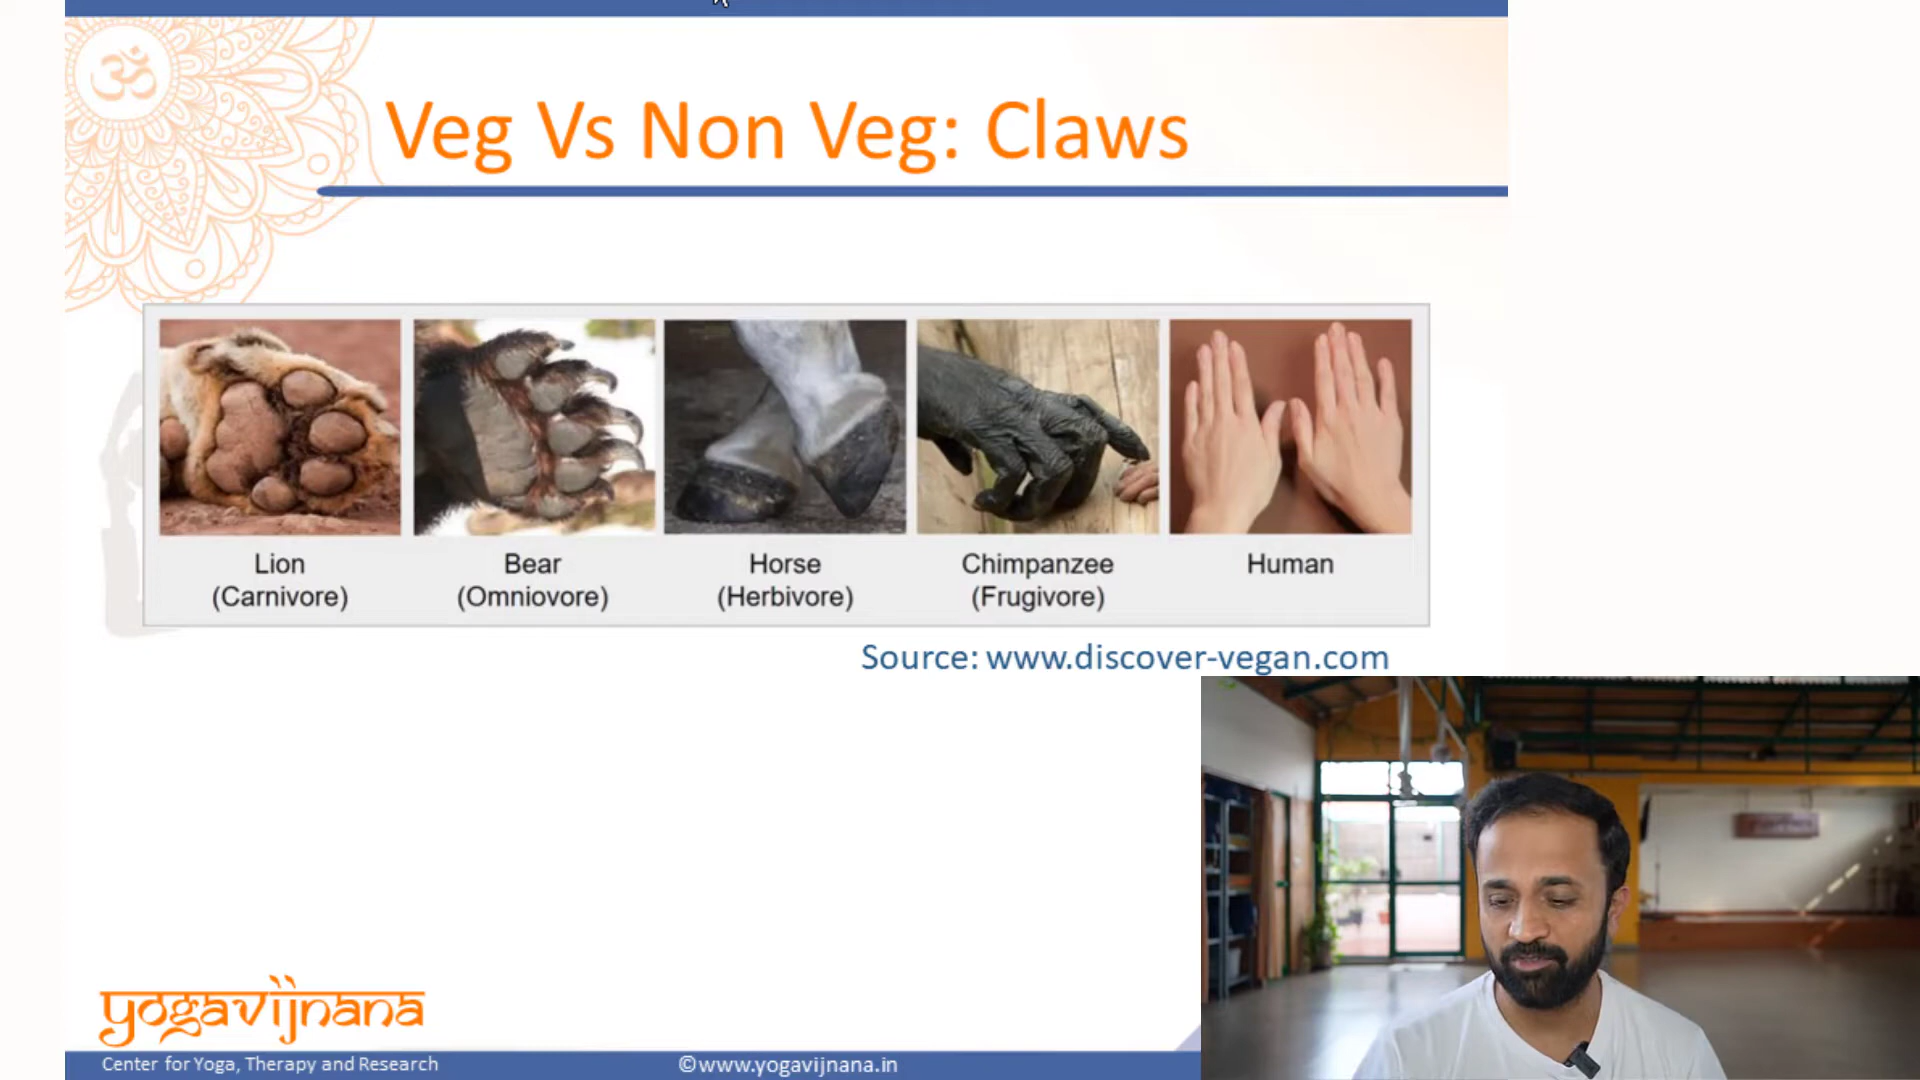 ॐ
Veg Vs Non Veg: Claws
Lion
(Carnivore)
Bear
(Omniovore)
Horse
(Herbivore)
Chimpanzee
(Frugivore)
Human
Source: www.discover-vegan.com
yogavijnana
Center for Yoga, Therapy and Research
©www.yogavijnana.in